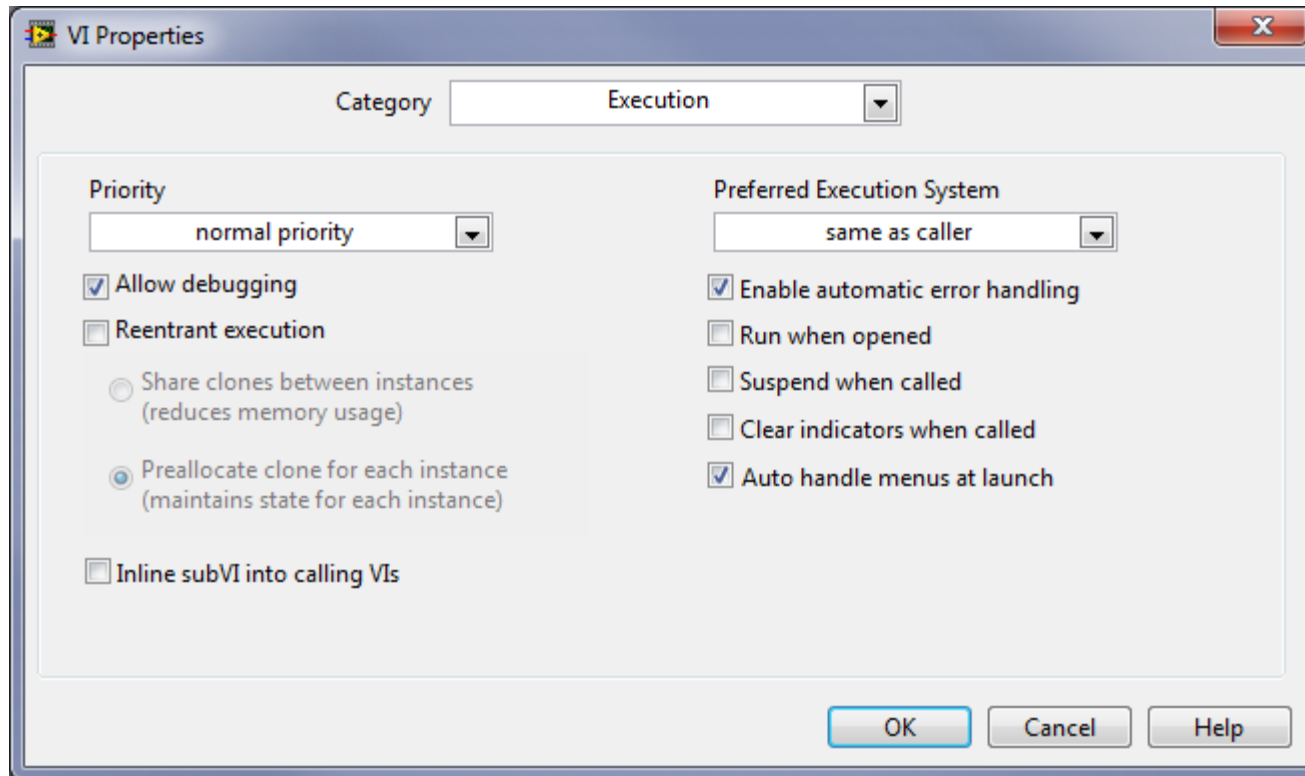 VI Properties
Category
Execution
Priority
normal priority
Allow debugging
Reentrant execution
Share clones between instances
(reduces memory usage)
Preallocate clone for each instance
(maintains state for each instance)
Inline subVI into calling VIs
Preferred Execution System
same as caller
Enable automatic error handling
Run when opened
Suspend when called
Clear indicators when called
Auto handle menus at launch
OK
Cancel
Help